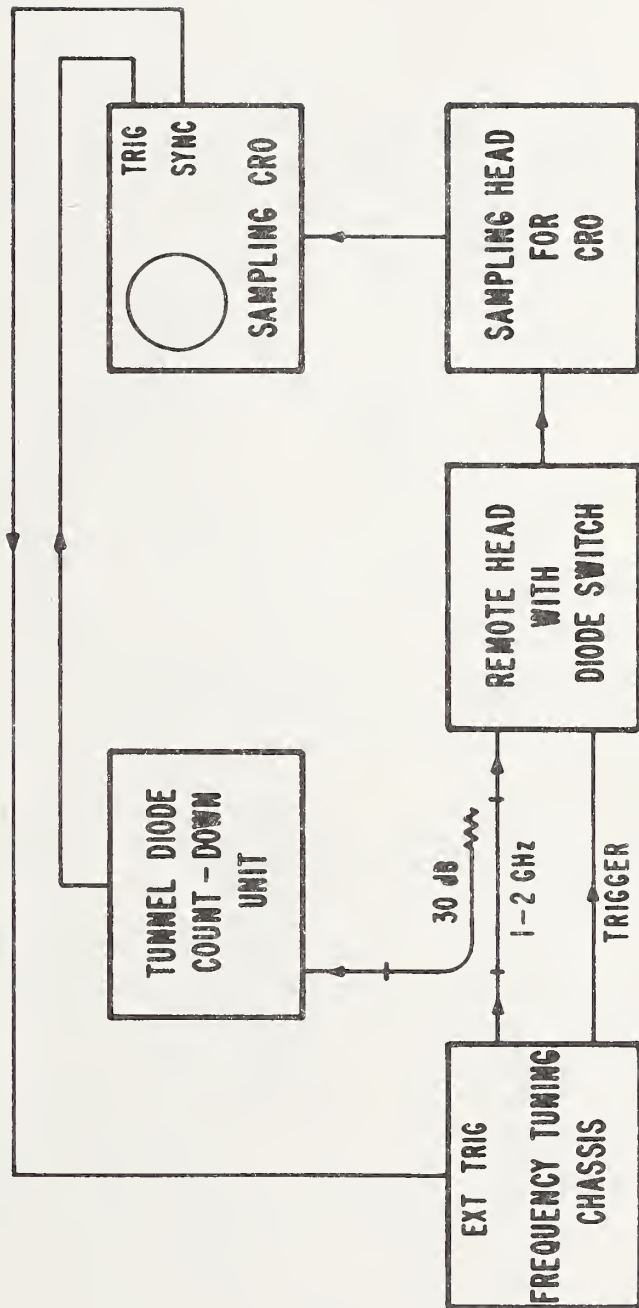 TRIG
SYNC
SAMPLING CRO
TUNNEL DIODE
COUNT-DOWN
UNIT
30 dB
1-2 GHz
TRIGGER
EXT TRIG
FREQUENCY TUNING
CHASSIS
REMOTE HEAD
WITH
DIODE SWITCH
SAMPLING HEAD
FOR
CRO